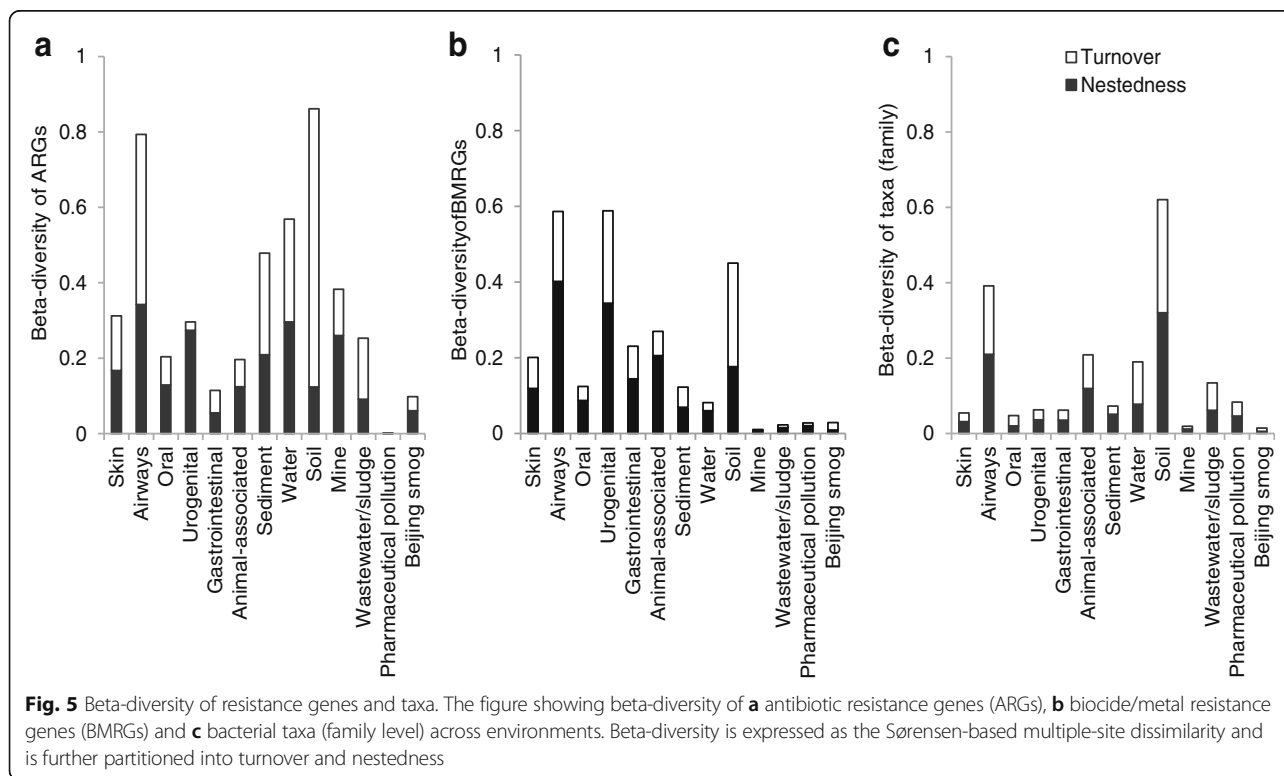 a
1
0.8
0.6
0.4
0.2
0
Beta-diversity of ARGs
Skin
Airways
Oral
Urogenital
Gastrointestinal
Animal-associated
Sediment
Water
Soil
Mine
Wastewater/sludge
Pharmaceutical pollution
Beijing smog
b
1
0.8
0.6
0.4
0.2
0
Beta-diversityofBMRGs
Skin
Airways
Oral
Urogenital
Gastrointestinal
Animal-associated
Sediment
Water
Soil
Mine
Wastewater/sludge
Pharmaceutical pollution
Beijing smog
c
1
0.8
0.6
0.4
0.2
0
Beta-diversity of taxa (family)
Turnover
Nestedness
Skin
Airways
Oral
Urogenital
Gastrointestinal
Animal-associated
Sediment
Water
Soil
Mine
Wastewater/sludge
Pharmaceutical pollution
Beijing smog
Fig. 5 Beta-diversity of resistance genes and taxa. The figure showing beta-diversity of a antibiotic resistance genes (ARGs), b biocide/metal resistance
genes (BMRGs) and c bacterial taxa (family level) across environments. Beta-diversity is expressed as the Sørensen-based multiple-site dissimilarity and
is further partitioned into turnover and nestedness